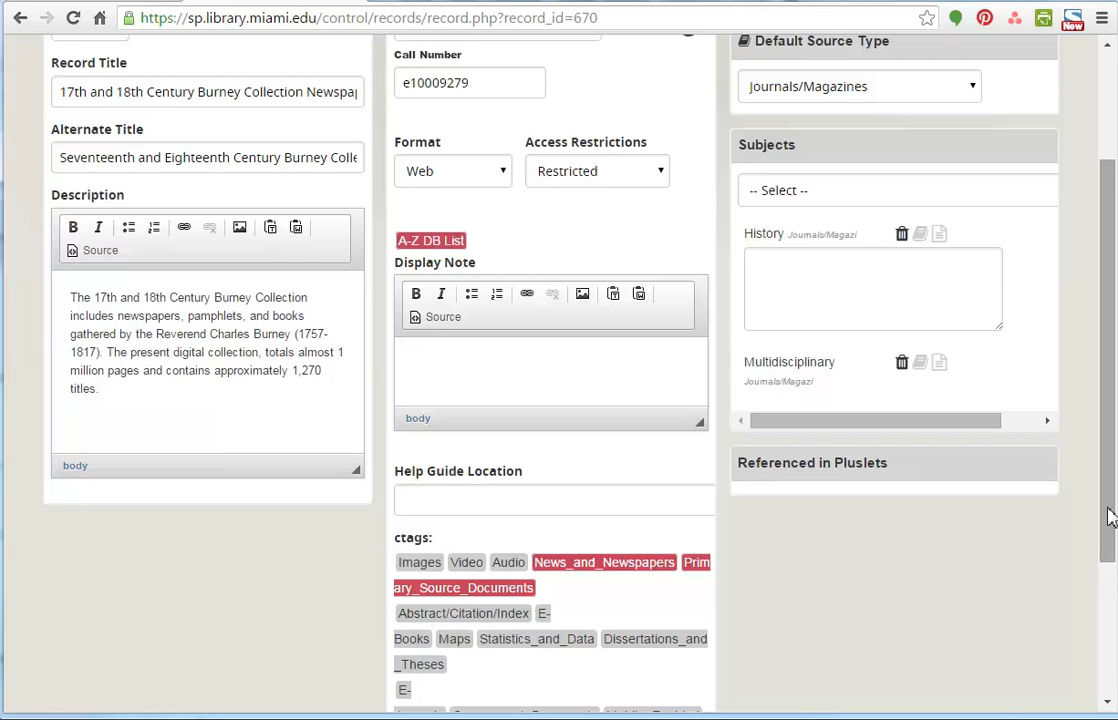 https://sp.library.miami.edu/control/records/record.php?record_id=670
New
Record Title
17th and 18th Century Burney Collection Newspap
Alternate Title
Seventeenth and Eighteenth Century Burney Colle
Description
B I
Source
The 17th and 18th Century Burney Collection
includes newspapers, pamphlets, and books
gathered by the Reverend Charles Burney (1757-
1817). The present digital collection, totals almost 1
million pages and contains approximately 1,270
titles.
body
Call Number
e10009279
Format
Access Restrictions
Web
Restricted
A-Z DB List
Display Note
B I
Source
body
Help Guide Location
ctags:
Images Video Audio News_and_Newspapers Prim
ary_Source_Documents
Abstract/Citation/Index E-
Books Maps Statistics_and_Data Dissertations_and
_Theses
E-
Default Source Type
Journals/Magazines
Subjects
-- Select --
History Journals/Magazi
Multidisciplinary
Journals/Magazi
Referenced in Pluslets